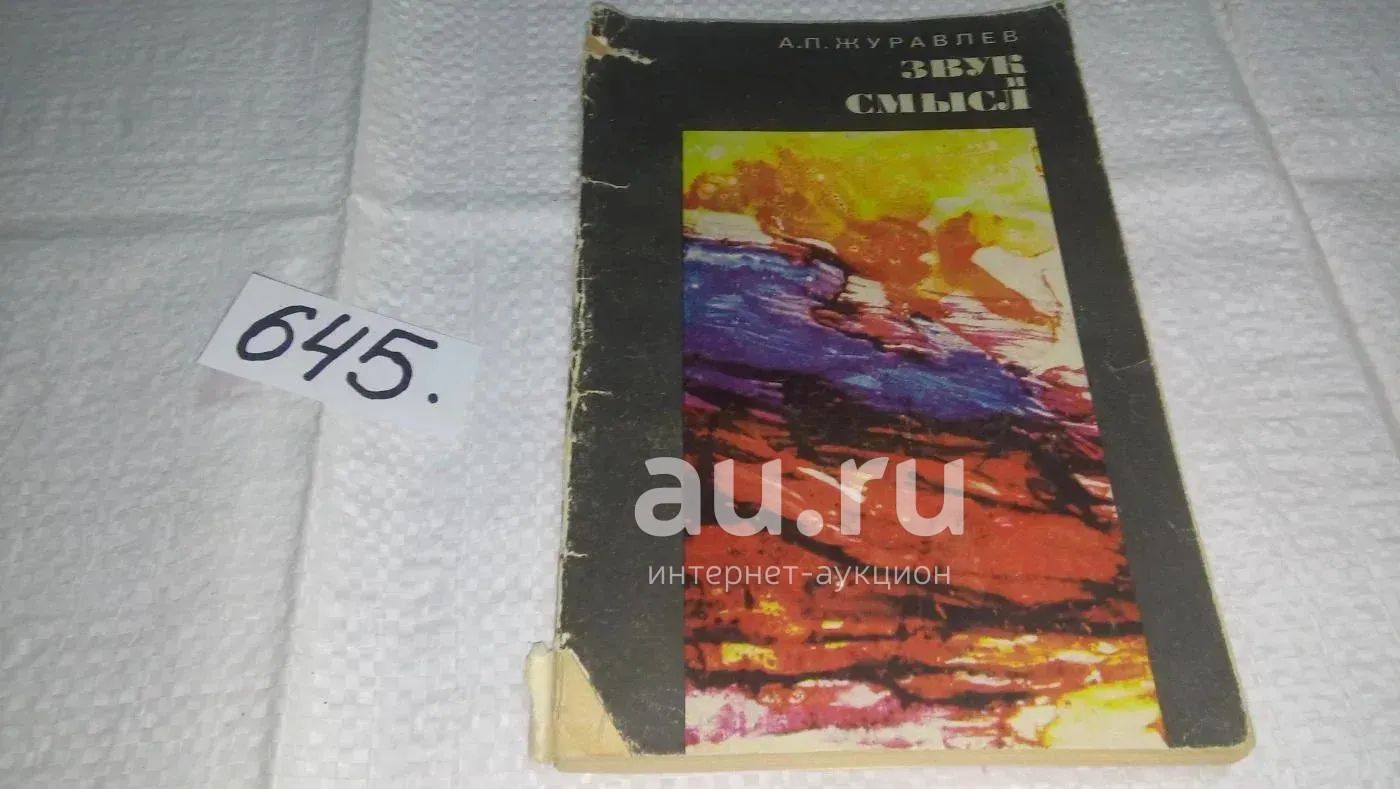 А.П. ЖУРАВЛЕВ
ЗВУК
И
СМЫСЛ
645.
au.ru
интернет-аукцион